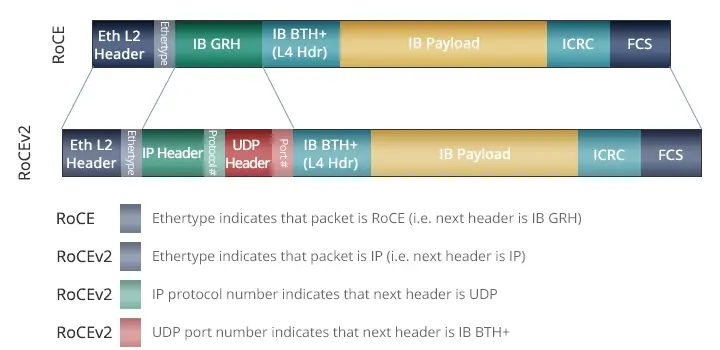 RoCE
Eth L2
Header
Ethertype
IB GRH
IB BTH+
(L4 Hdr)
IB Payload
ICRC
FCS
RoCEv2
Eth L2
Header
Ethertype
IP Header
Protocol #
UDP
Header
Port #
IB BTH+
(L4 Hdr)
IB Payload
ICRC
FCS
RoCE Ethertype indicates that packet is RoCE (i.e. next header is IB GRH)
RoCEv2 Ethertype indicates that packet is IP (i.e. next header is IP)
RoCEv2 IP protocol number indicates that next header is UDP
RoCEv2 UDP port number indicates that next header is IB BTH+